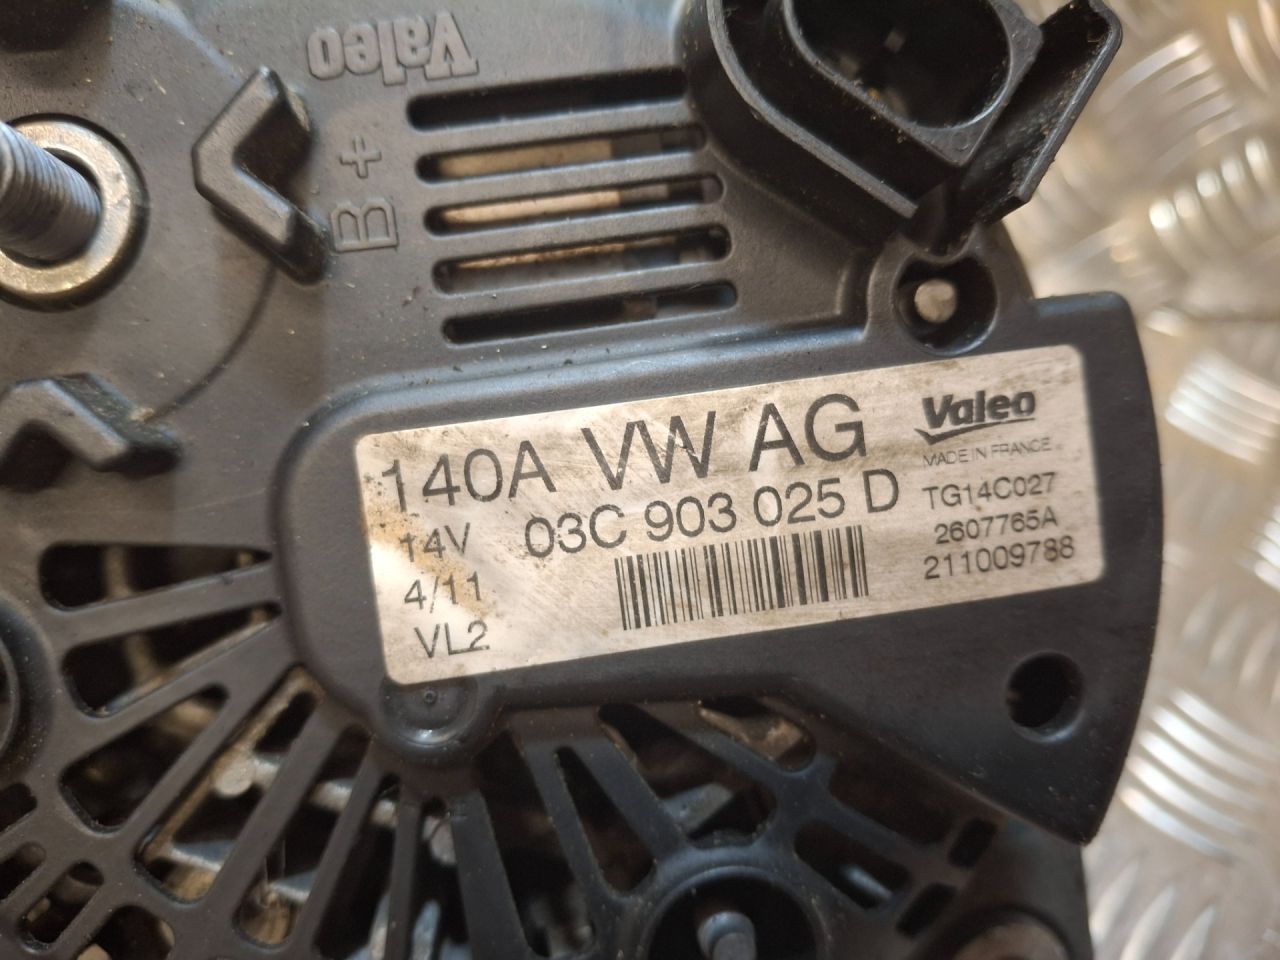 Valeo
B+
140A VW AG
14V 03C 903 025 D
4/11
VL2
Valeo
MADE IN FRANCE
TG14C027
2607765A
211009788